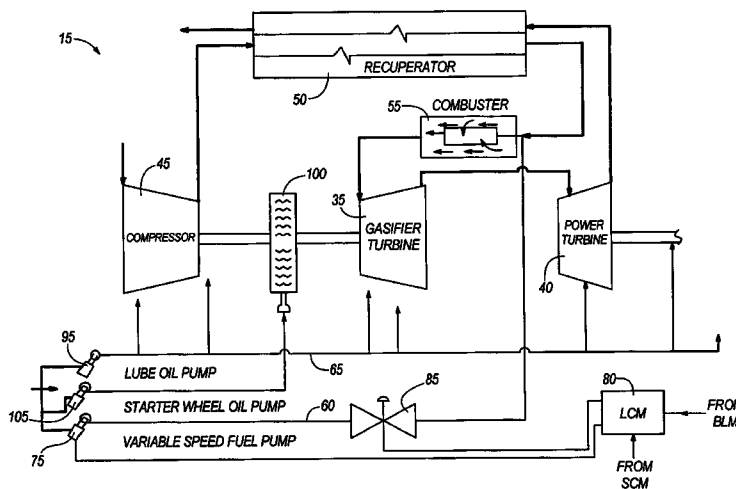 15
RECUPERATOR
50
55
COMBUSTER
45
100
35
COMPRESSOR
GASIFIER
TURBINE
POWER
TURBINE
40
95
LUBE OIL PUMP
65
105
STARTER WHEEL OIL PUMP
60
85
80
LCM
FROM
BLM
75
VARIABLE SPEED FUEL PUMP
FROM
SCM